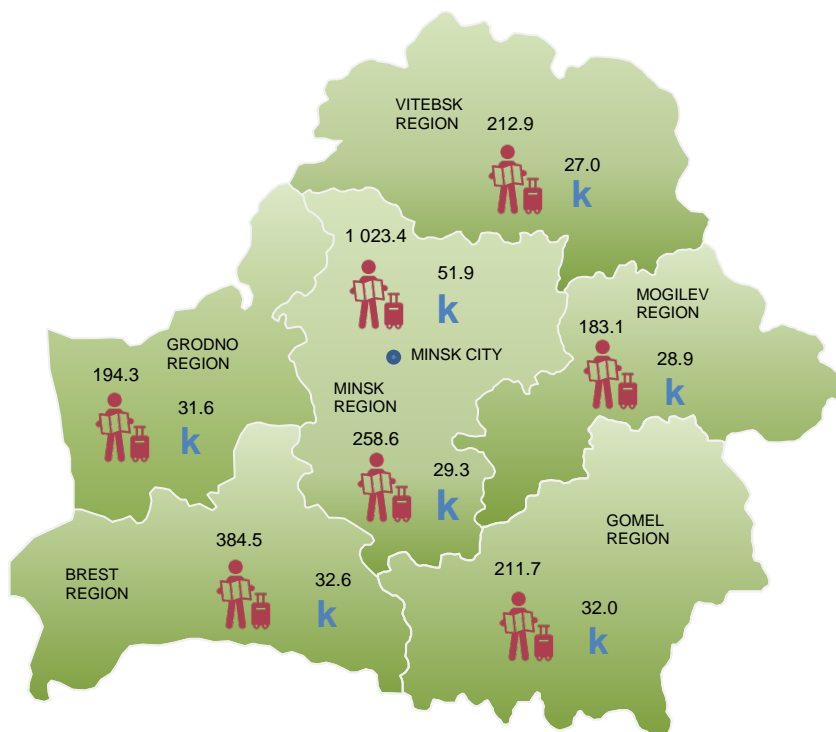 VITEBSK
REGION
212.9
27.0
k
1 023.4
51.9
k
MINSK CITY
MOGILEV
REGION
183.1
28.9
k
GRODNO
REGION
194.3
31.6
k
MINSK
REGION
258.6
29.3
k
GOMEL
REGION
211.7
32.0
k
BREST
REGION
384.5
32.6
k